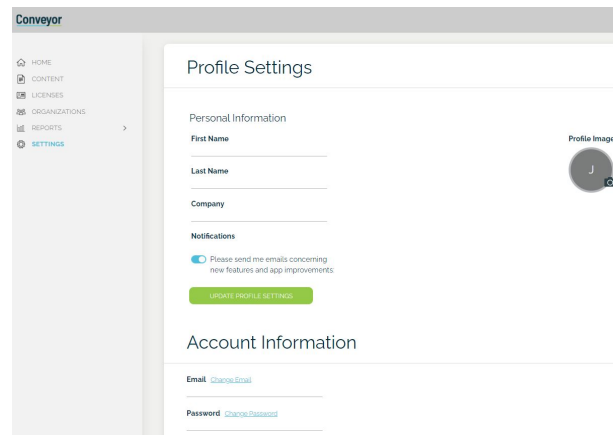 Conveyor
HOME
CONTENT
LICENSES
ORGANIZATIONS
REPORTS
SETTINGS
Profile Settings
Personal Information
First Name
Profile Image
Last Name
J
Company
Notifications
Please send me emails concerning
new features and app improvements
UPDATE PROFILE SETTINGS
Account Information
Email Change Email
Password Change Password